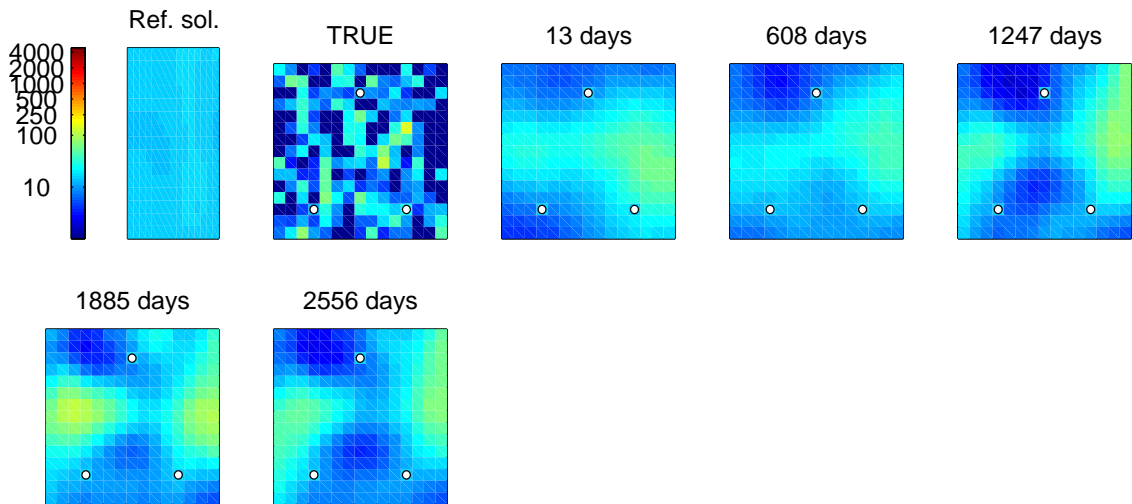 Ref. sol.
TRUE
13 days
608 days
1247 days
4000
2000
1000
500
250
100
10
1885 days
2556 days